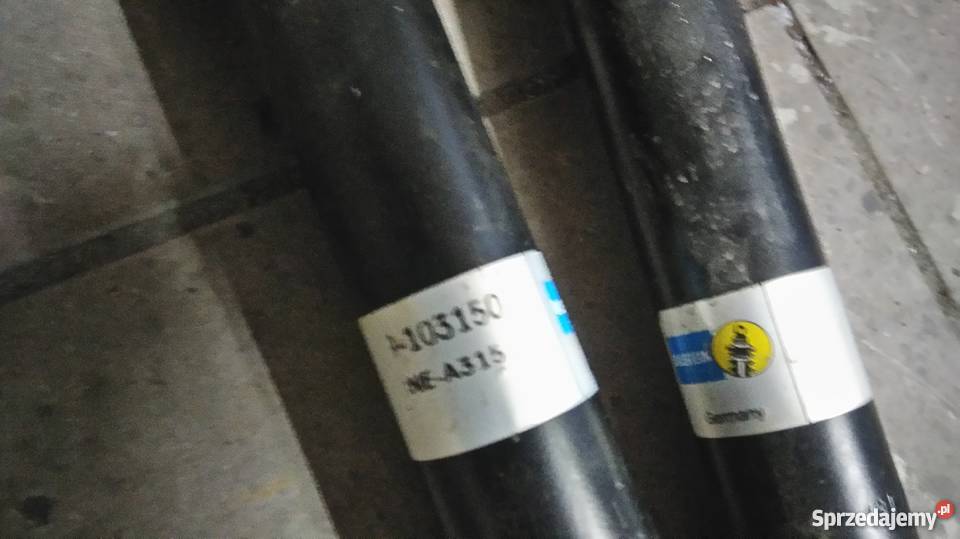 -103150
NE-A315
BILSTEIN
Germany
Sprzedajemy.pl